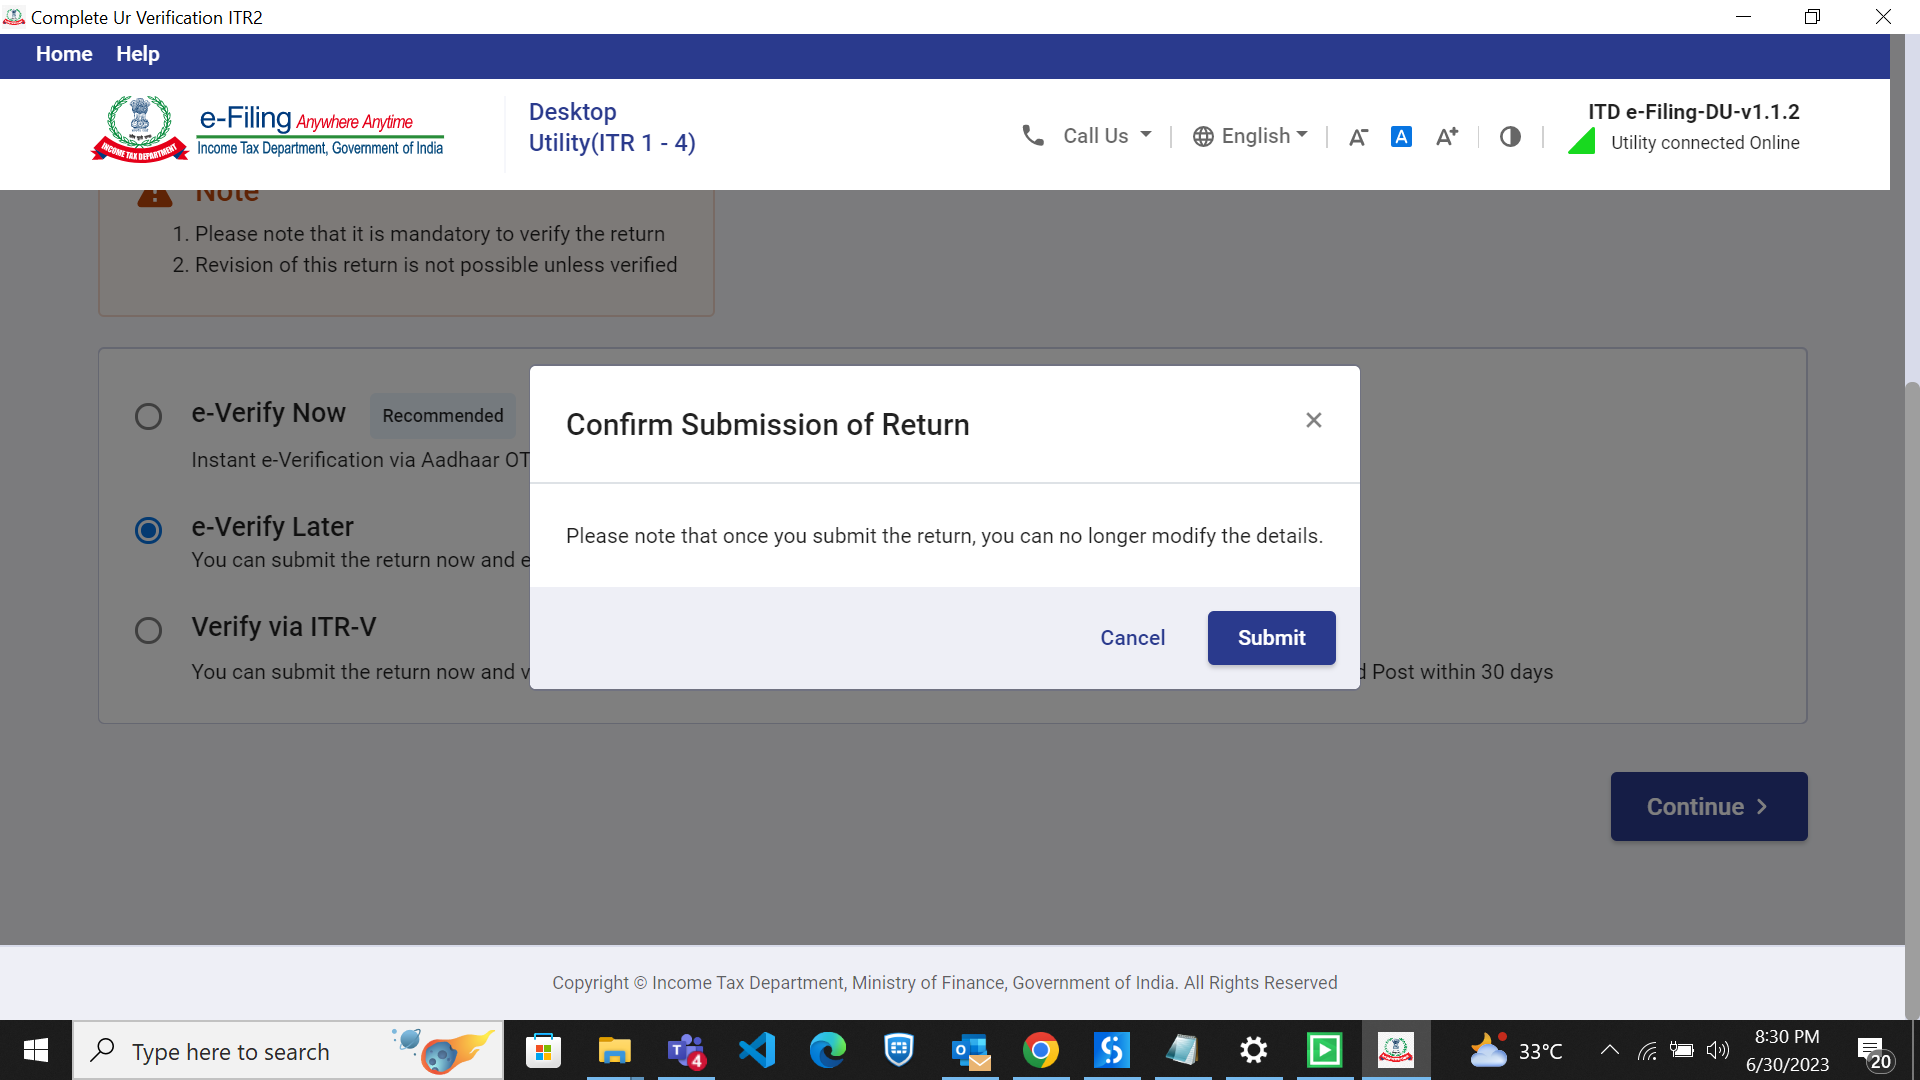 Complete Ur Verification ITR2
Home Help
e-Filing Anywhere Anytime
Income Tax Department, Government of India
INCOME TAX DEPARTMENT
Desktop
Utility(ITR 1 - 4)
Call Us
English
A-
A
A+
ITD e-Filing-DU-v1.1.2
Utility connected Online
Note
1. Please note that it is mandatory to verify the return
2. Revision of this return is not possible unless verified
e-Verify Now Recommended
Instant e-Verification via Aadhaar OT
e-Verify Later
You can submit the return now and e
Verify via ITR-V
You can submit the return now and v
d Post within 30 days
Confirm Submission of Return
Please note that once you submit the return, you can no longer modify the details.
Cancel Submit
Continue
Copyright © Income Tax Department, Ministry of Finance, Government of India. All Rights Reserved
Type here to search
4
33°C
8:30 PM
6/30/2023
20